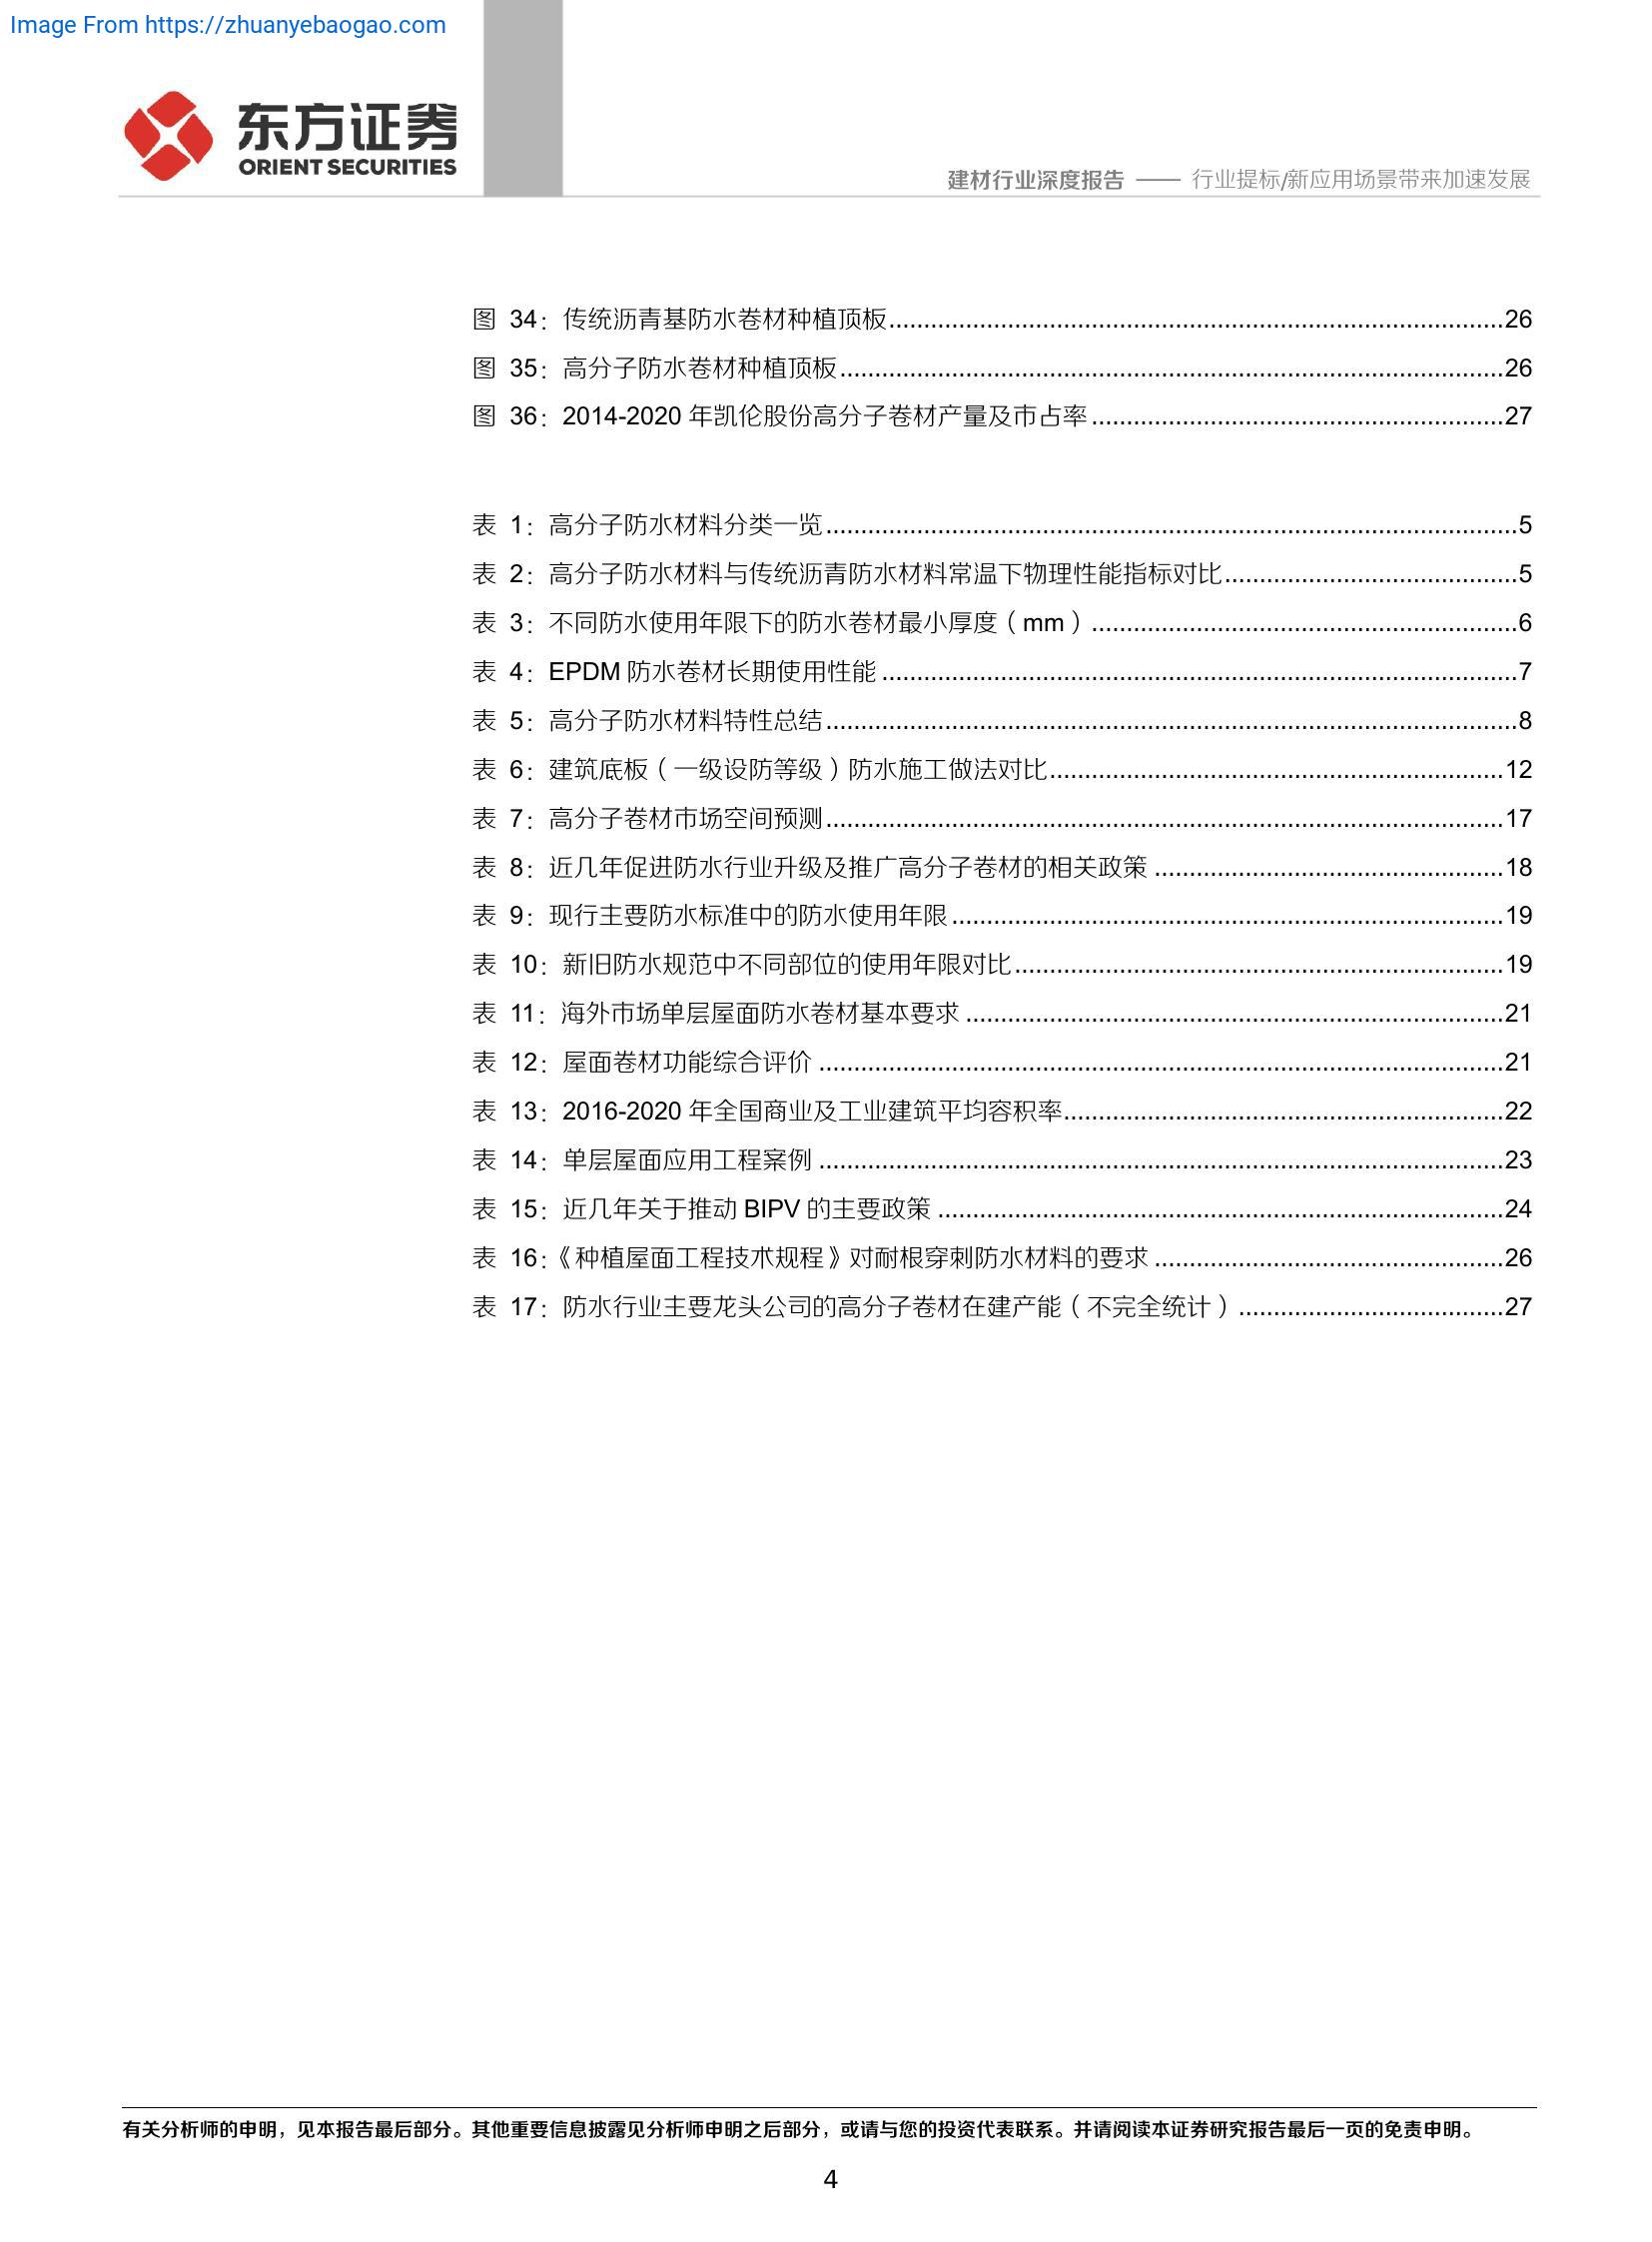 Image From https://zhuanyebaogao.com
东方证券
ORIENT SECURITIES
建材行业深度报告 —— 行业提标/新应用场景带来加速发展
图 34：传统沥青基防水卷材种植顶板........................................................................................26
图 35：高分子防水卷材种植顶板...............................................................................................26
图 36：2014-2020 年凯伦股份高分子卷材产量及市占率...........................................................27
表 1：高分子防水材料分类一览...................................................................................................5
表 2：高分子防水材料与传统沥青防水材料常温下物理性能指标对比..........................................5
表 3：不同防水使用年限下的防水卷材最小厚度（mm）.............................................................6
表 4：EPDM 防水卷材长期使用性能...........................................................................................7
表 5：高分子防水材料特性总结...................................................................................................8
表 6：建筑底板（一级设防等级）防水施工做法对比.................................................................12
表 7：高分子卷材市场空间预测.................................................................................................17
表 8：近几年促进防水行业升级及推广高分子卷材的相关政策..................................................18
表 9：现行主要防水标准中的防水使用年限...............................................................................19
表 10：新旧防水规范中不同部位的使用年限对比......................................................................19
表 11：海外市场单层屋面防水卷材基本要求.............................................................................21
表 12：屋面卷材功能综合评价..................................................................................................21
表 13：2016-2020 年全国商业及工业建筑平均容积率...............................................................22
表 14：单层屋面应用工程案例..................................................................................................23
表 15：近几年关于推动 BIPV 的主要政策.................................................................................24
表 16：《种植屋面工程技术规程》对耐根穿刺防水材料的要求..................................................26
表 17：防水行业主要龙头公司的高分子卷材在建产能（不完全统计）......................................27
有关分析师的申明，见本报告最后部分。其他重要信息披露见分析师申明之后部分，或请与您的投资代表联系。并请阅读本证券研究报告最后一页的免责申明。
4